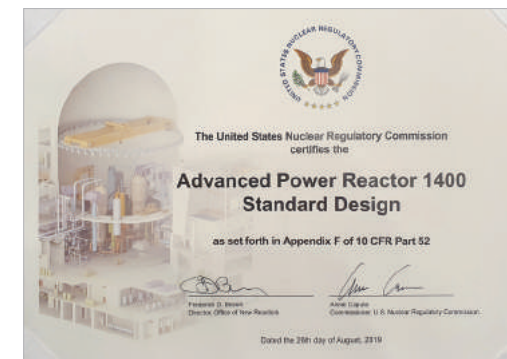 UNITED STATES NUCLEAR REGULATORY COMMISSION
The United States Nuclear Regulatory Commission
certifies the
Advanced Power Reactor 1400
Standard Design
as set forth in Appendix F of 10 CFR Part 52
Frederick D. Brown
Director, Office of New Reactors
Annie Caputo
Commissioner, U.S. Nuclear Regulatory Commission
Dated the 26th day of August, 2019